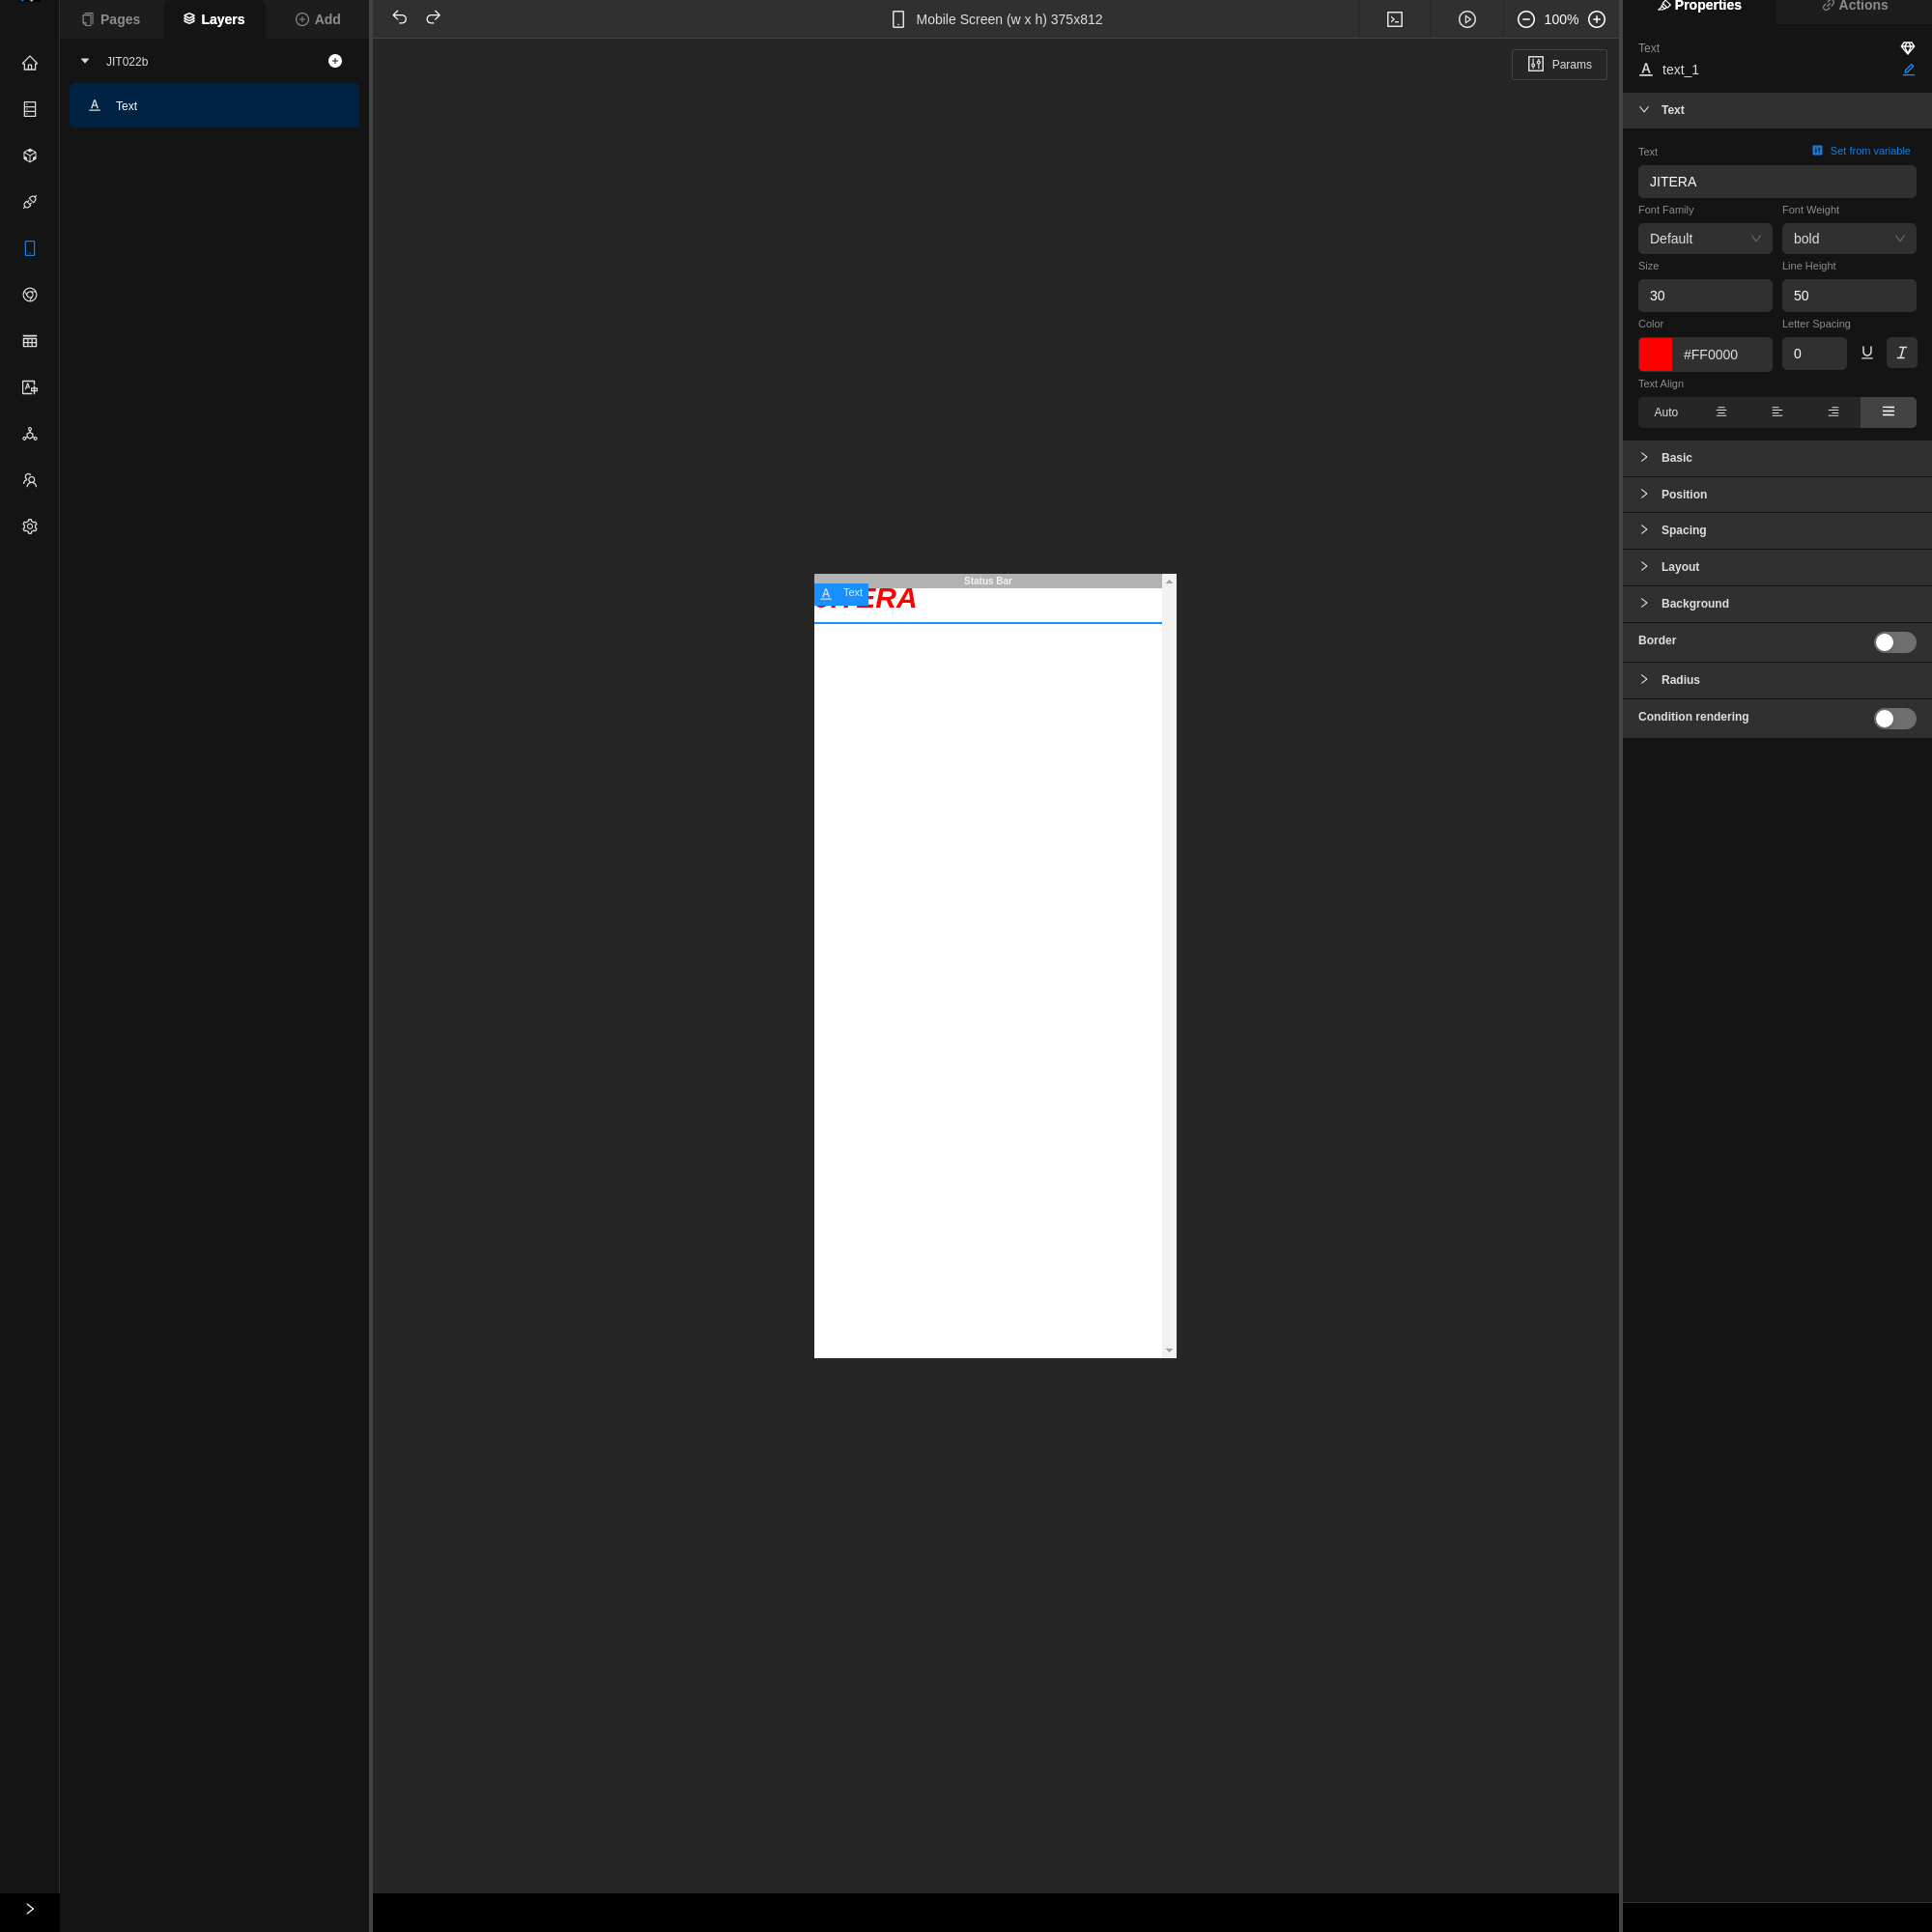 Pages
Layers
Add
Mobile Screen (w x h) 375x812
100%
Properties
Actions
JIT022b
Text
Params
Text
text_1
Text
Text
Set from variable
JITERA
Font Family
Font Weight
Default
bold
Size
Line Height
30
50
Color
Letter Spacing
#FF0000
0
Text Align
Auto
Basic
Position
Spacing
Layout
Background
Border
Radius
Condition rendering
Status Bar
Text
JITERA